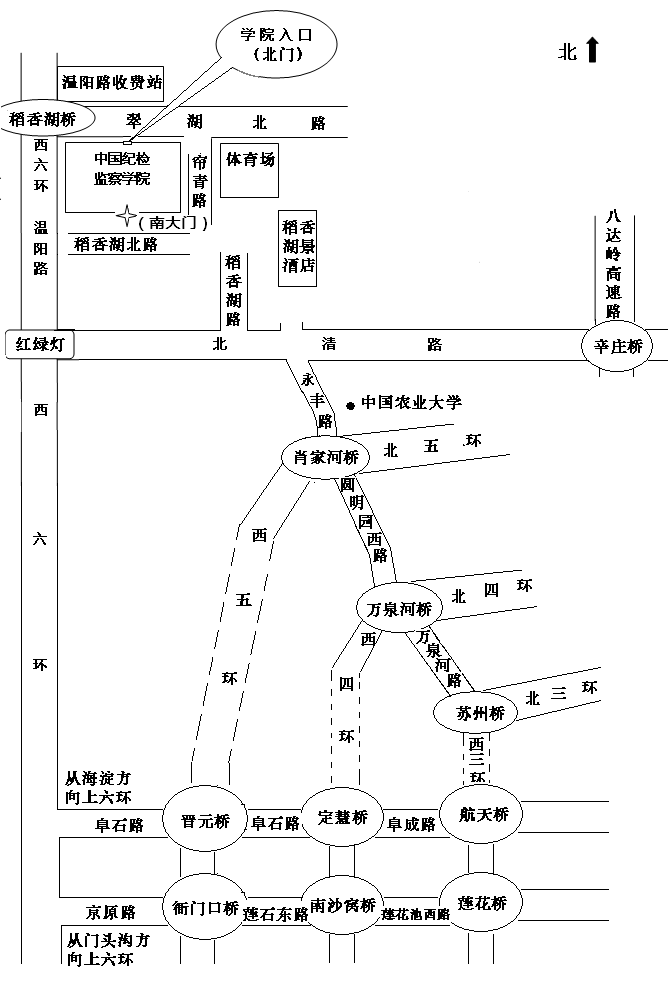 学院入口
（北门）
北
温阳路收费站
稻香湖桥
翠湖北路
西六环
温阳路
中国纪检
监察学院
帘青路
体育场
（南大门）
稻香湖北路
稻香
湖景
酒店
稻香湖路
八达岭高速路
红绿灯
北清路
辛庄桥
永丰路
中国农业大学
西六环
肖家河桥
北五环
圆明园西路
西五环
万泉河桥
北四环
西四环
万泉河路
苏州桥
北三环
西三环
从海淀方
向上六环
阜石路
晋元桥
阜石路
定慧桥
阜成路
航天桥
京原路
衙门口桥
莲石东路
南沙窝桥
莲花池西路
莲花桥
从门头沟方
向上六环